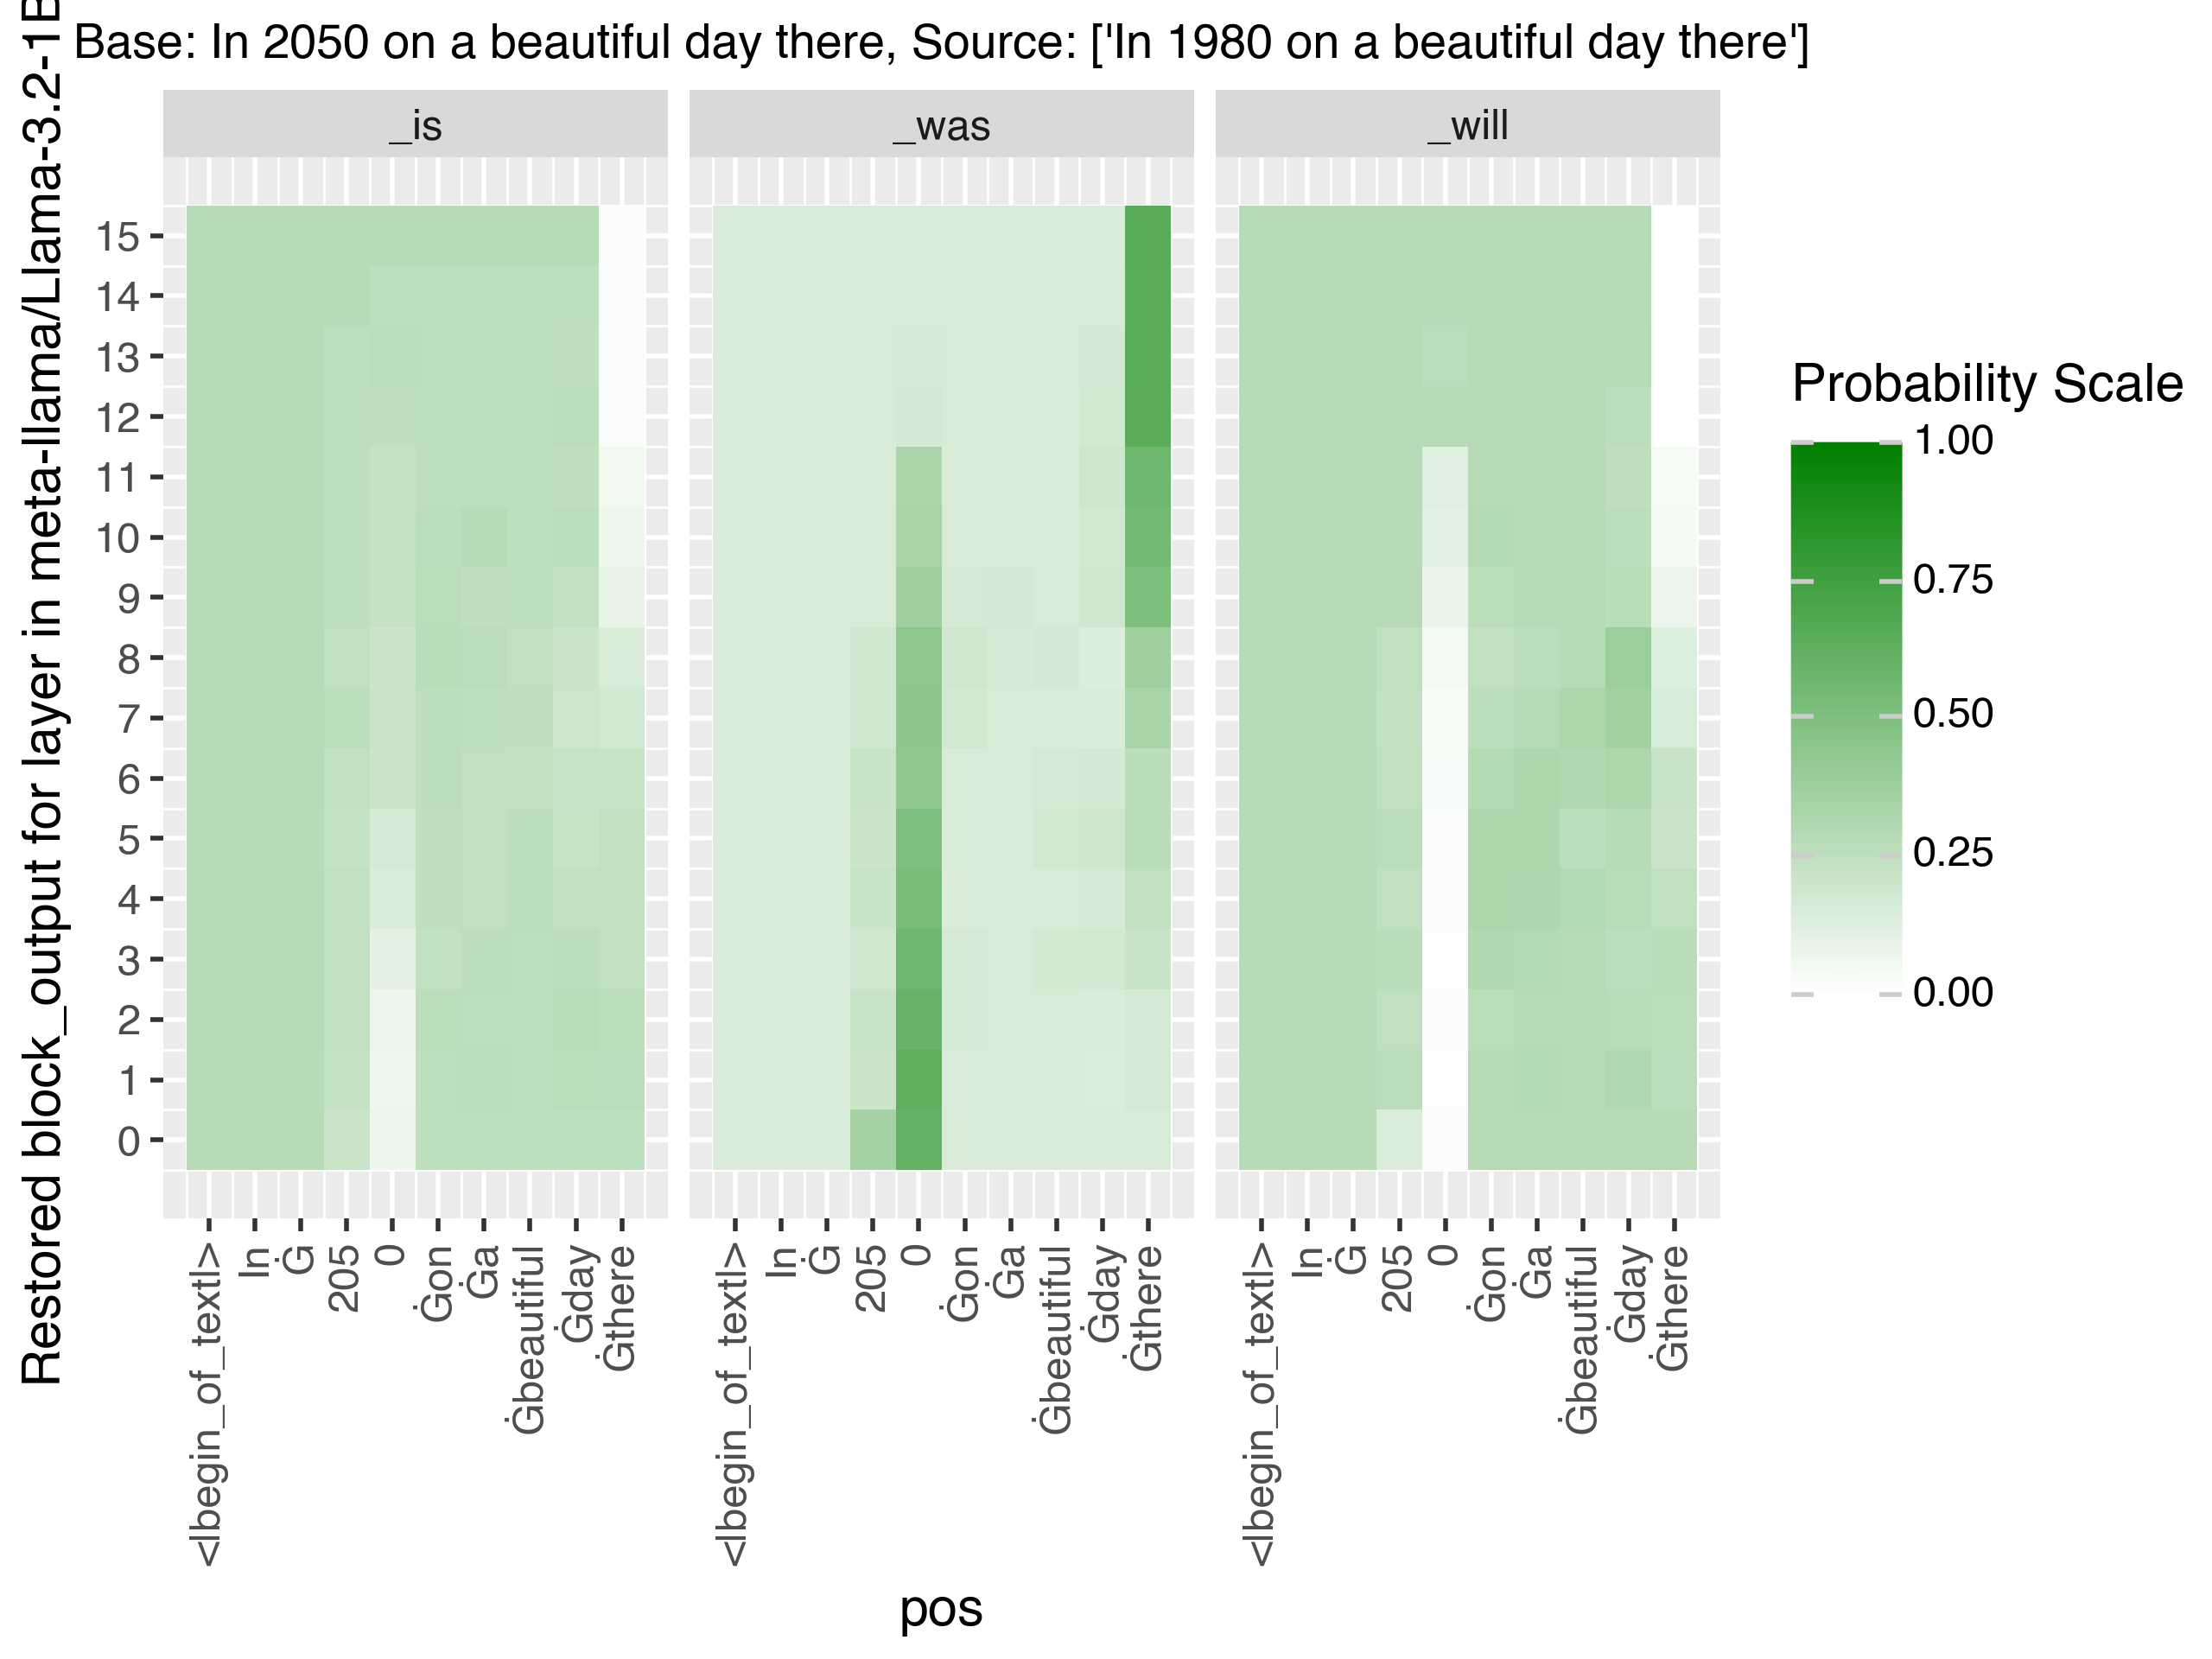 Base: In 2050 on a beautiful day there, Source: ['In 1980 on a beautiful day there']
Restored block_output for layer in meta-llama/Llama-3.2-1B
_is
_was
_will
15
14
13
12
11
10
9
8
7
6
5
4
3
2
1
0
<|begin_of_text|>
In
Ġ
205
0
Ġon
Ġa
Ġbeautiful
Ġday
Ġthere
<|begin_of_text|>
In
Ġ
205
0
Ġon
Ġa
Ġbeautiful
Ġday
Ġthere
<|begin_of_text|>
In
Ġ
205
0
Ġon
Ġa
Ġbeautiful
Ġday
Ġthere
pos
Probability Scale
1.00
0.75
0.50
0.25
0.00